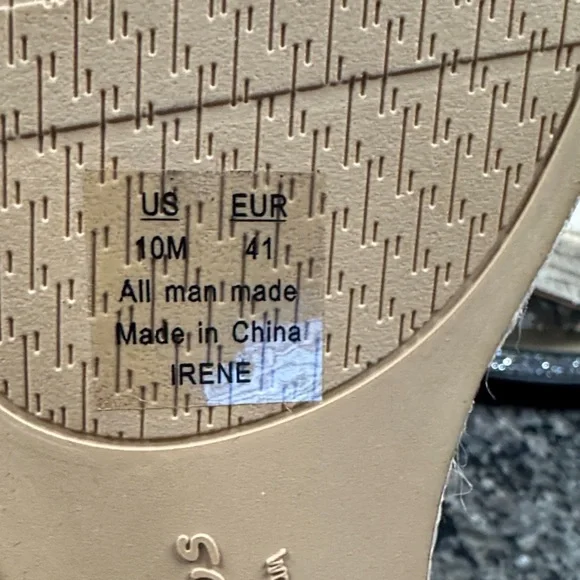 US EUR
10M 41
All man made
Made in China
IRENE